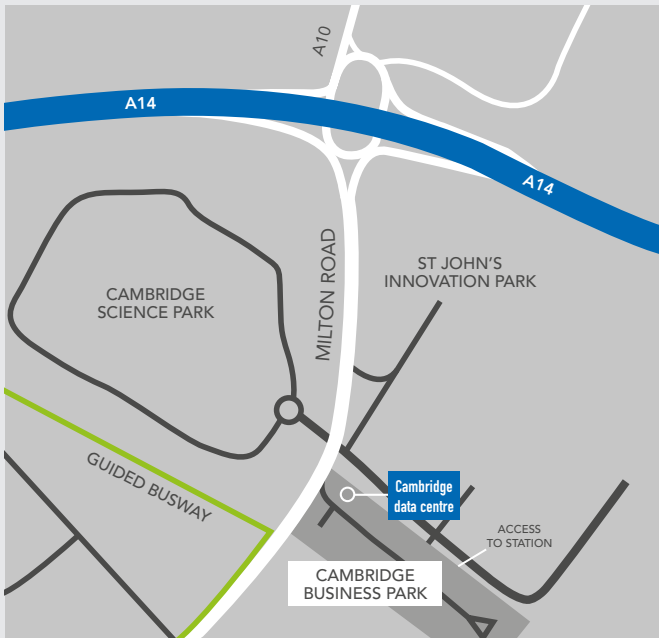 A10
A14
A14
MILTON ROAD
ST JOHN'S
INNOVATION PARK
CAMBRIDGE
SCIENCE PARK
GUIDED BUSWAY
Cambridge
data centre
ACCESS
TO STATION
CAMBRIDGE
BUSINESS PARK